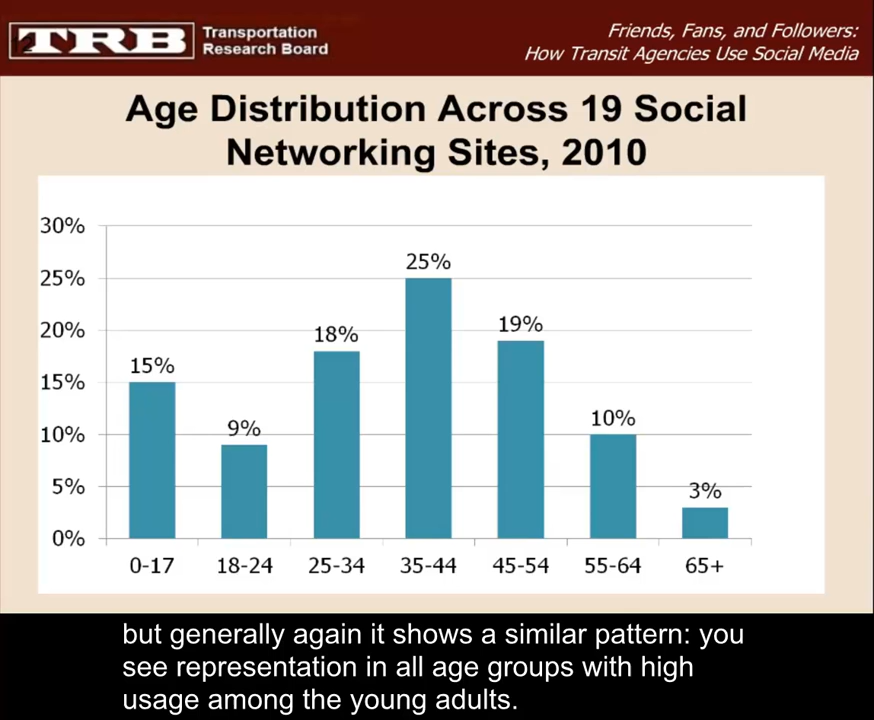 TRB
Transportation
Research Board
Friends, Fans, and Followers:
How Transit Agencies Use Social Media
Age Distribution Across 19 Social
Networking Sites, 2010
30%
25%
20%
15%
10%
5%
0%
15%
9%
18%
25%
19%
10%
3%
0-17 18-24 25-34 35-44 45-54 55-64 65+
but generally again it shows a similar pattern: you
see representation in all age groups with high
usage among the young adults.